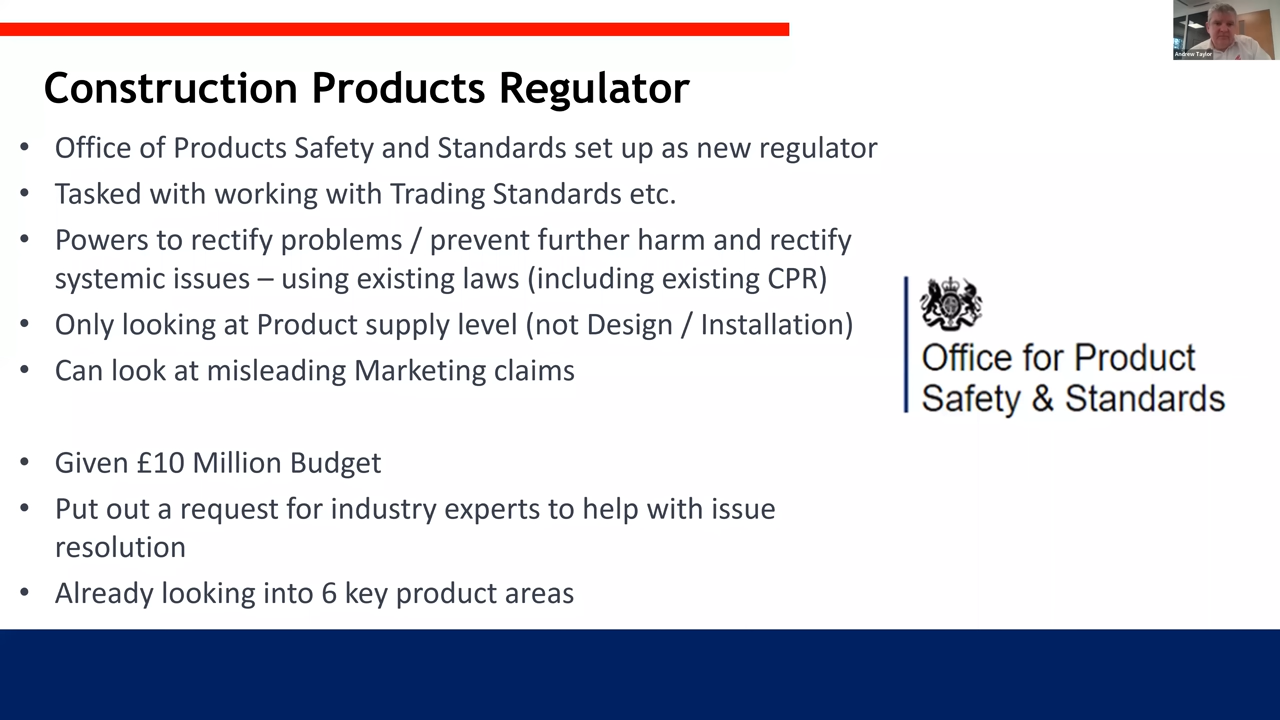 Andrew Taylor
Construction Products Regulator
• Office of Products Safety and Standards set up as new regulator
• Tasked with working with Trading Standards etc.
• Powers to rectify problems / prevent further harm and rectify
systemic issues – using existing laws (including existing CPR)
• Only looking at Product supply level (not Design / Installation)
• Can look at misleading Marketing claims
• Given £10 Million Budget
• Put out a request for industry experts to help with issue
resolution
• Already looking into 6 key product areas
Office for Product
Safety & Standards